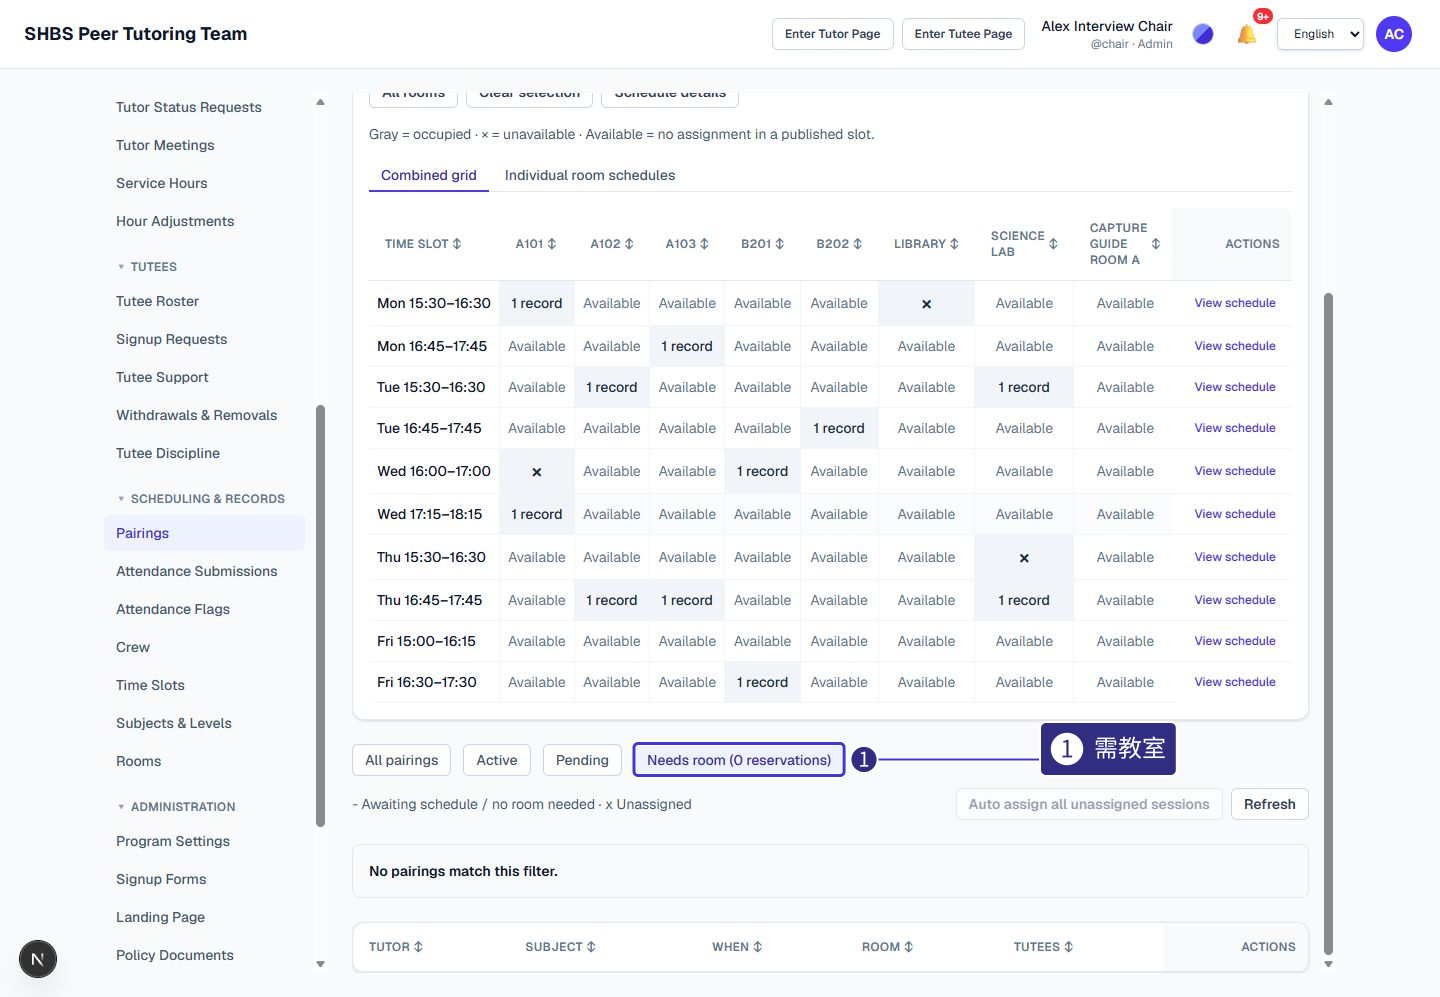 SHBS Peer Tutoring Team
Enter Tutor Page
Enter Tutee Page
Alex Interview Chair
@chair · Admin
9+
English
AC
Tutor Status Requests
Tutor Meetings
Service Hours
Hour Adjustments
TUTEES
Tutee Roster
Signup Requests
Tutee Support
Withdrawals & Removals
Tutee Discipline
SCHEDULING & RECORDS
Pairings
Attendance Submissions
Attendance Flags
Crew
Time Slots
Subjects & Levels
Rooms
ADMINISTRATION
Program Settings
Signup Forms
Landing Page
Policy Documents
N
All rooms
Clear selection
Schedule details
Gray = occupied · × = unavailable · Available = no assignment in a published slot.
Combined grid
Individual room schedules
TIME SLOT A101 A102 A103 B201 B202 LIBRARY SCIENCE LAB CAPTURE GUIDE ROOM A ACTIONS
Mon 15:30–16:30 1 record Available Available Available Available × Available Available View schedule
Mon 16:45–17:45 Available Available 1 record Available Available Available Available Available View schedule
Tue 15:30–16:30 Available 1 record Available Available Available Available 1 record Available View schedule
Tue 16:45–17:45 Available Available Available Available 1 record Available Available Available View schedule
Wed 16:00–17:00 × Available Available 1 record Available Available Available Available View schedule
Wed 17:15–18:15 1 record Available Available Available Available Available Available Available View schedule
Thu 15:30–16:30 Available Available Available Available Available Available × Available View schedule
Thu 16:45–17:45 Available 1 record 1 record Available Available Available 1 record Available View schedule
Fri 15:00–16:15 Available Available Available Available Available Available Available Available View schedule
Fri 16:30–17:30 Available Available Available 1 record Available Available Available Available View schedule
All pairings
Active
Pending
Needs room (0 reservations)
1
1 需教室
- Awaiting schedule / no room needed · x Unassigned
Auto assign all unassigned sessions
Refresh
No pairings match this filter.
TUTOR SUBJECT WHEN ROOM TUTEES ACTIONS